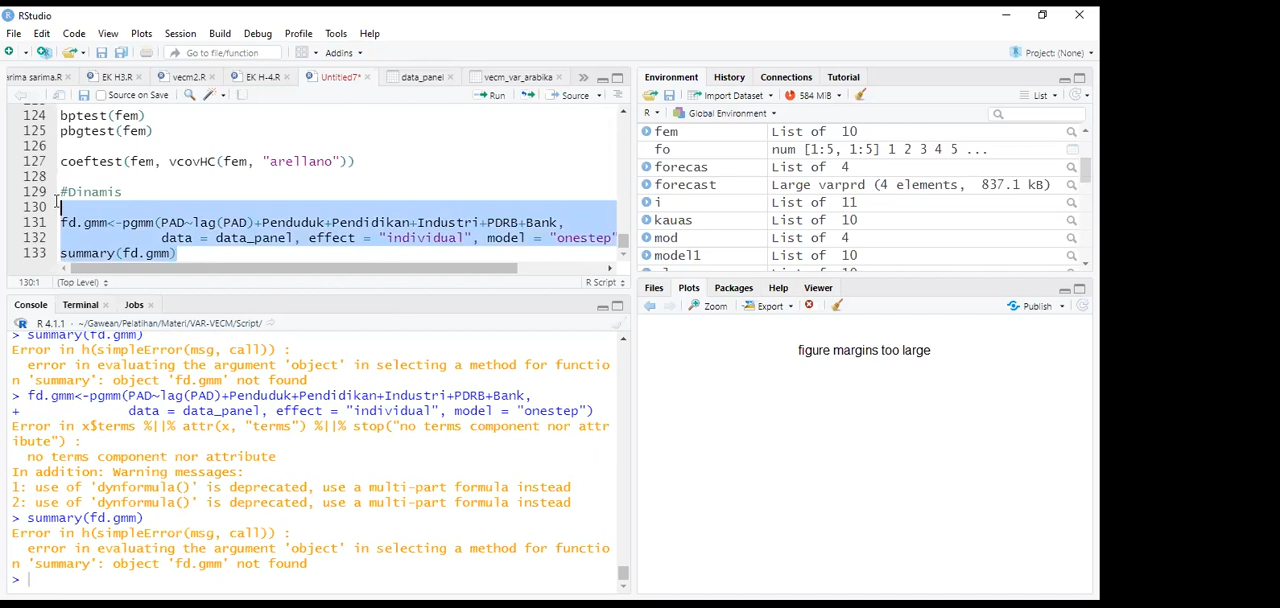 RStudio
File Edit Code View Plots Session Build Debug Profile Tools Help
Go to file/function Addins Project: (None)
arima sarima.R EK H3.R vecm2.R EK H-4.R Untitled7* data_panel vecm_var_arabika
Source on Save Run Source
124 bptest(fem)
125 pbgtest(fem)
126
127 coeftest(fem, vcovHC(fem, "arellano"))
128
129 #Dinamis
130
131 fd.gmm<-pgmm(PAD~lag(PAD)+Penduduk+Pendidikan+Industri+PDRB+Bank,
132 data = data_panel, effect = "individual", model = "onestep"
133 summary(fd.gmm)
130:1 (Top Level) R Script
Console Terminal Jobs
R 4.1.1 · ~/Gawean/Pelatihan/Materi/VAR-VECM/Script/
> summary(fd.gmm)
Error in h(simpleError(msg, call)) :
error in evaluating the argument 'object' in selecting a method for functio
n 'summary': object 'fd.gmm' not found
> fd.gmm<-pgmm(PAD~lag(PAD)+Penduduk+Pendidikan+Industri+PDRB+Bank,
+ data = data_panel, effect = "individual", model = "onestep")
Error in x$terms %||% attr(x, "terms") %||% stop("no terms component nor attr
ibute") :
no terms component nor attribute
In addition: Warning messages:
1: use of 'dynformula()' is deprecated, use a multi-part formula instead
2: use of 'dynformula()' is deprecated, use a multi-part formula instead
> summary(fd.gmm)
Error in h(simpleError(msg, call)) :
error in evaluating the argument 'object' in selecting a method for functio
n 'summary': object 'fd.gmm' not found
>
Environment History Connections Tutorial
Import Dataset 584 MiB List
R Global Environment
fem List of 10
fo num [1:5, 1:5] 1 2 3 4 5 ...
forecas List of 4
forecast Large varprd (4 elements, 837.1 kB)
i List of 11
kauas List of 10
mod List of 4
model1 List of 10
Files Plots Packages Help Viewer
Zoom Export Publish
figure margins too large